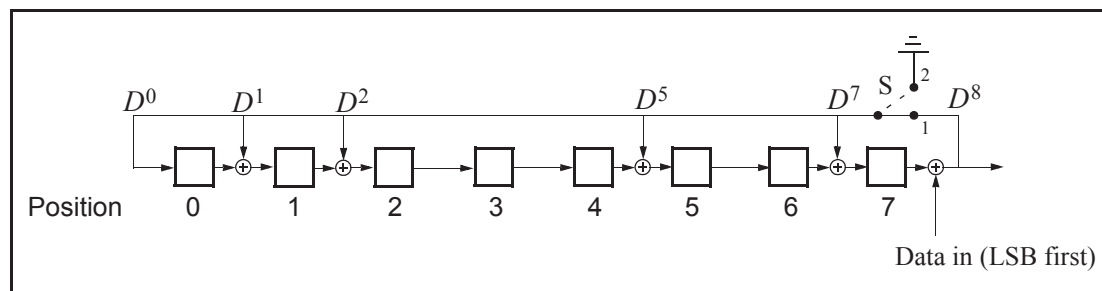 2
S
D⁰ D¹ D² D⁵ D⁷ D⁸
1
Position 0 1 2 3 4 5 6 7
Data in (LSB first)